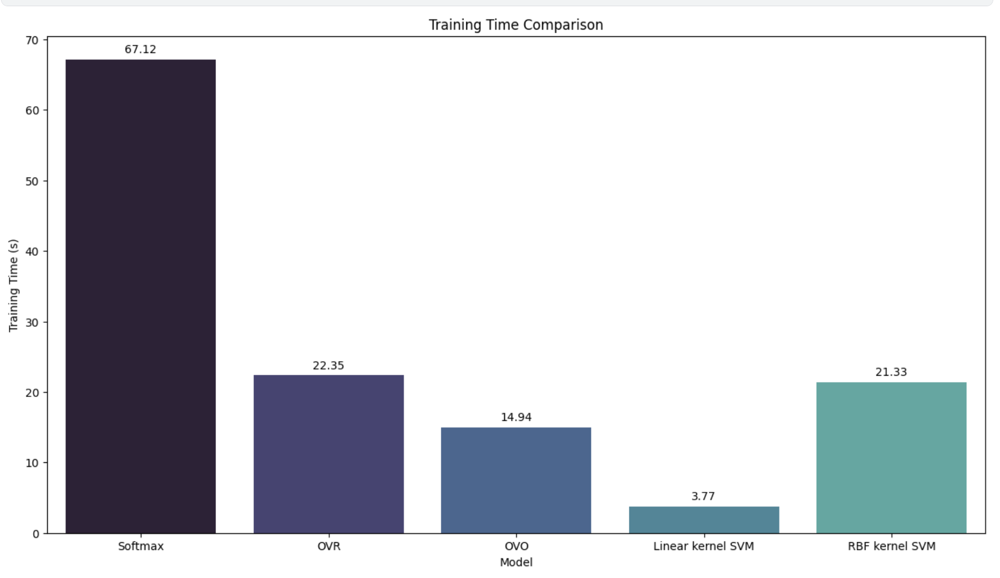 Training Time Comparison
70
67.12
60
50
40
30
22.35
21.33
20
14.94
10
3.77
0
Training Time (s)
Softmax
OVR
OVO
Linear kernel SVM
RBF kernel SVM
Model